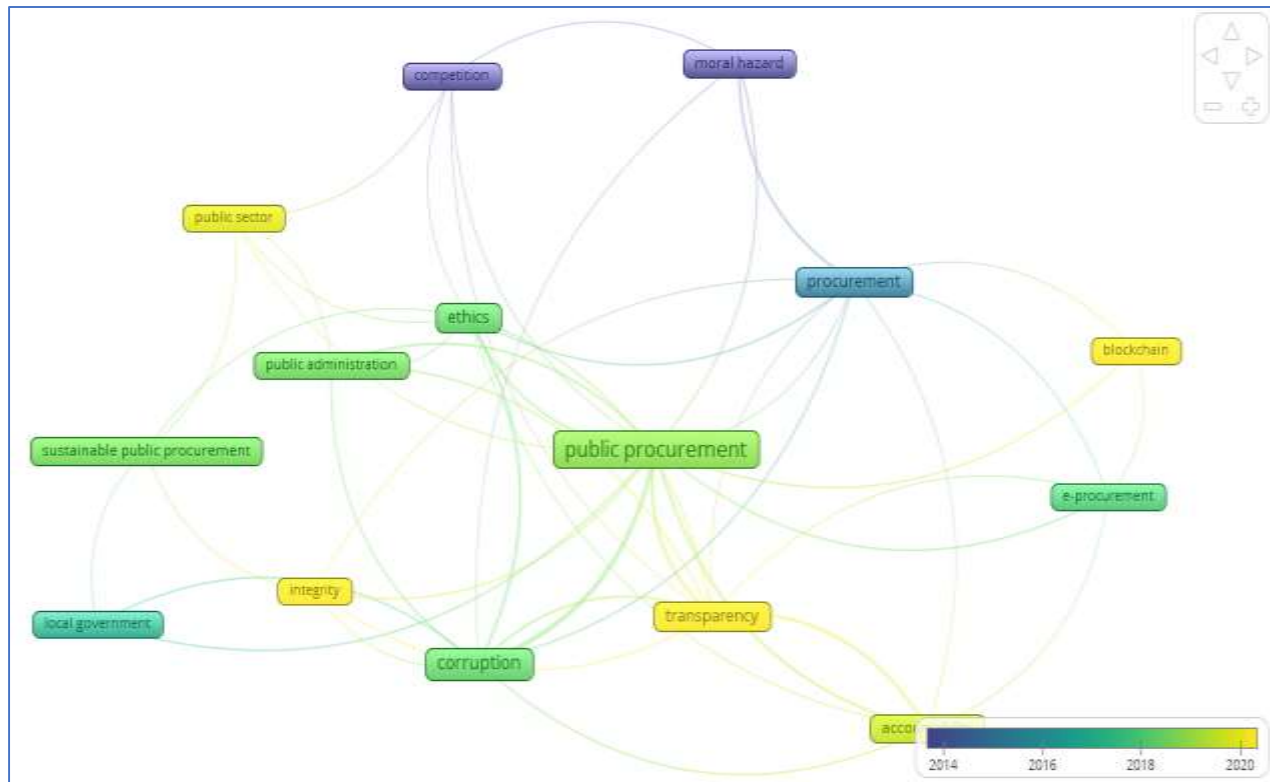 moral hazard
competition
public sector
procurement
ethics
blockchain
public administration
public procurement
sustainable public procurement
e-procurement
integrity
transparency
local government
corruption
2014 2016 2018 2020